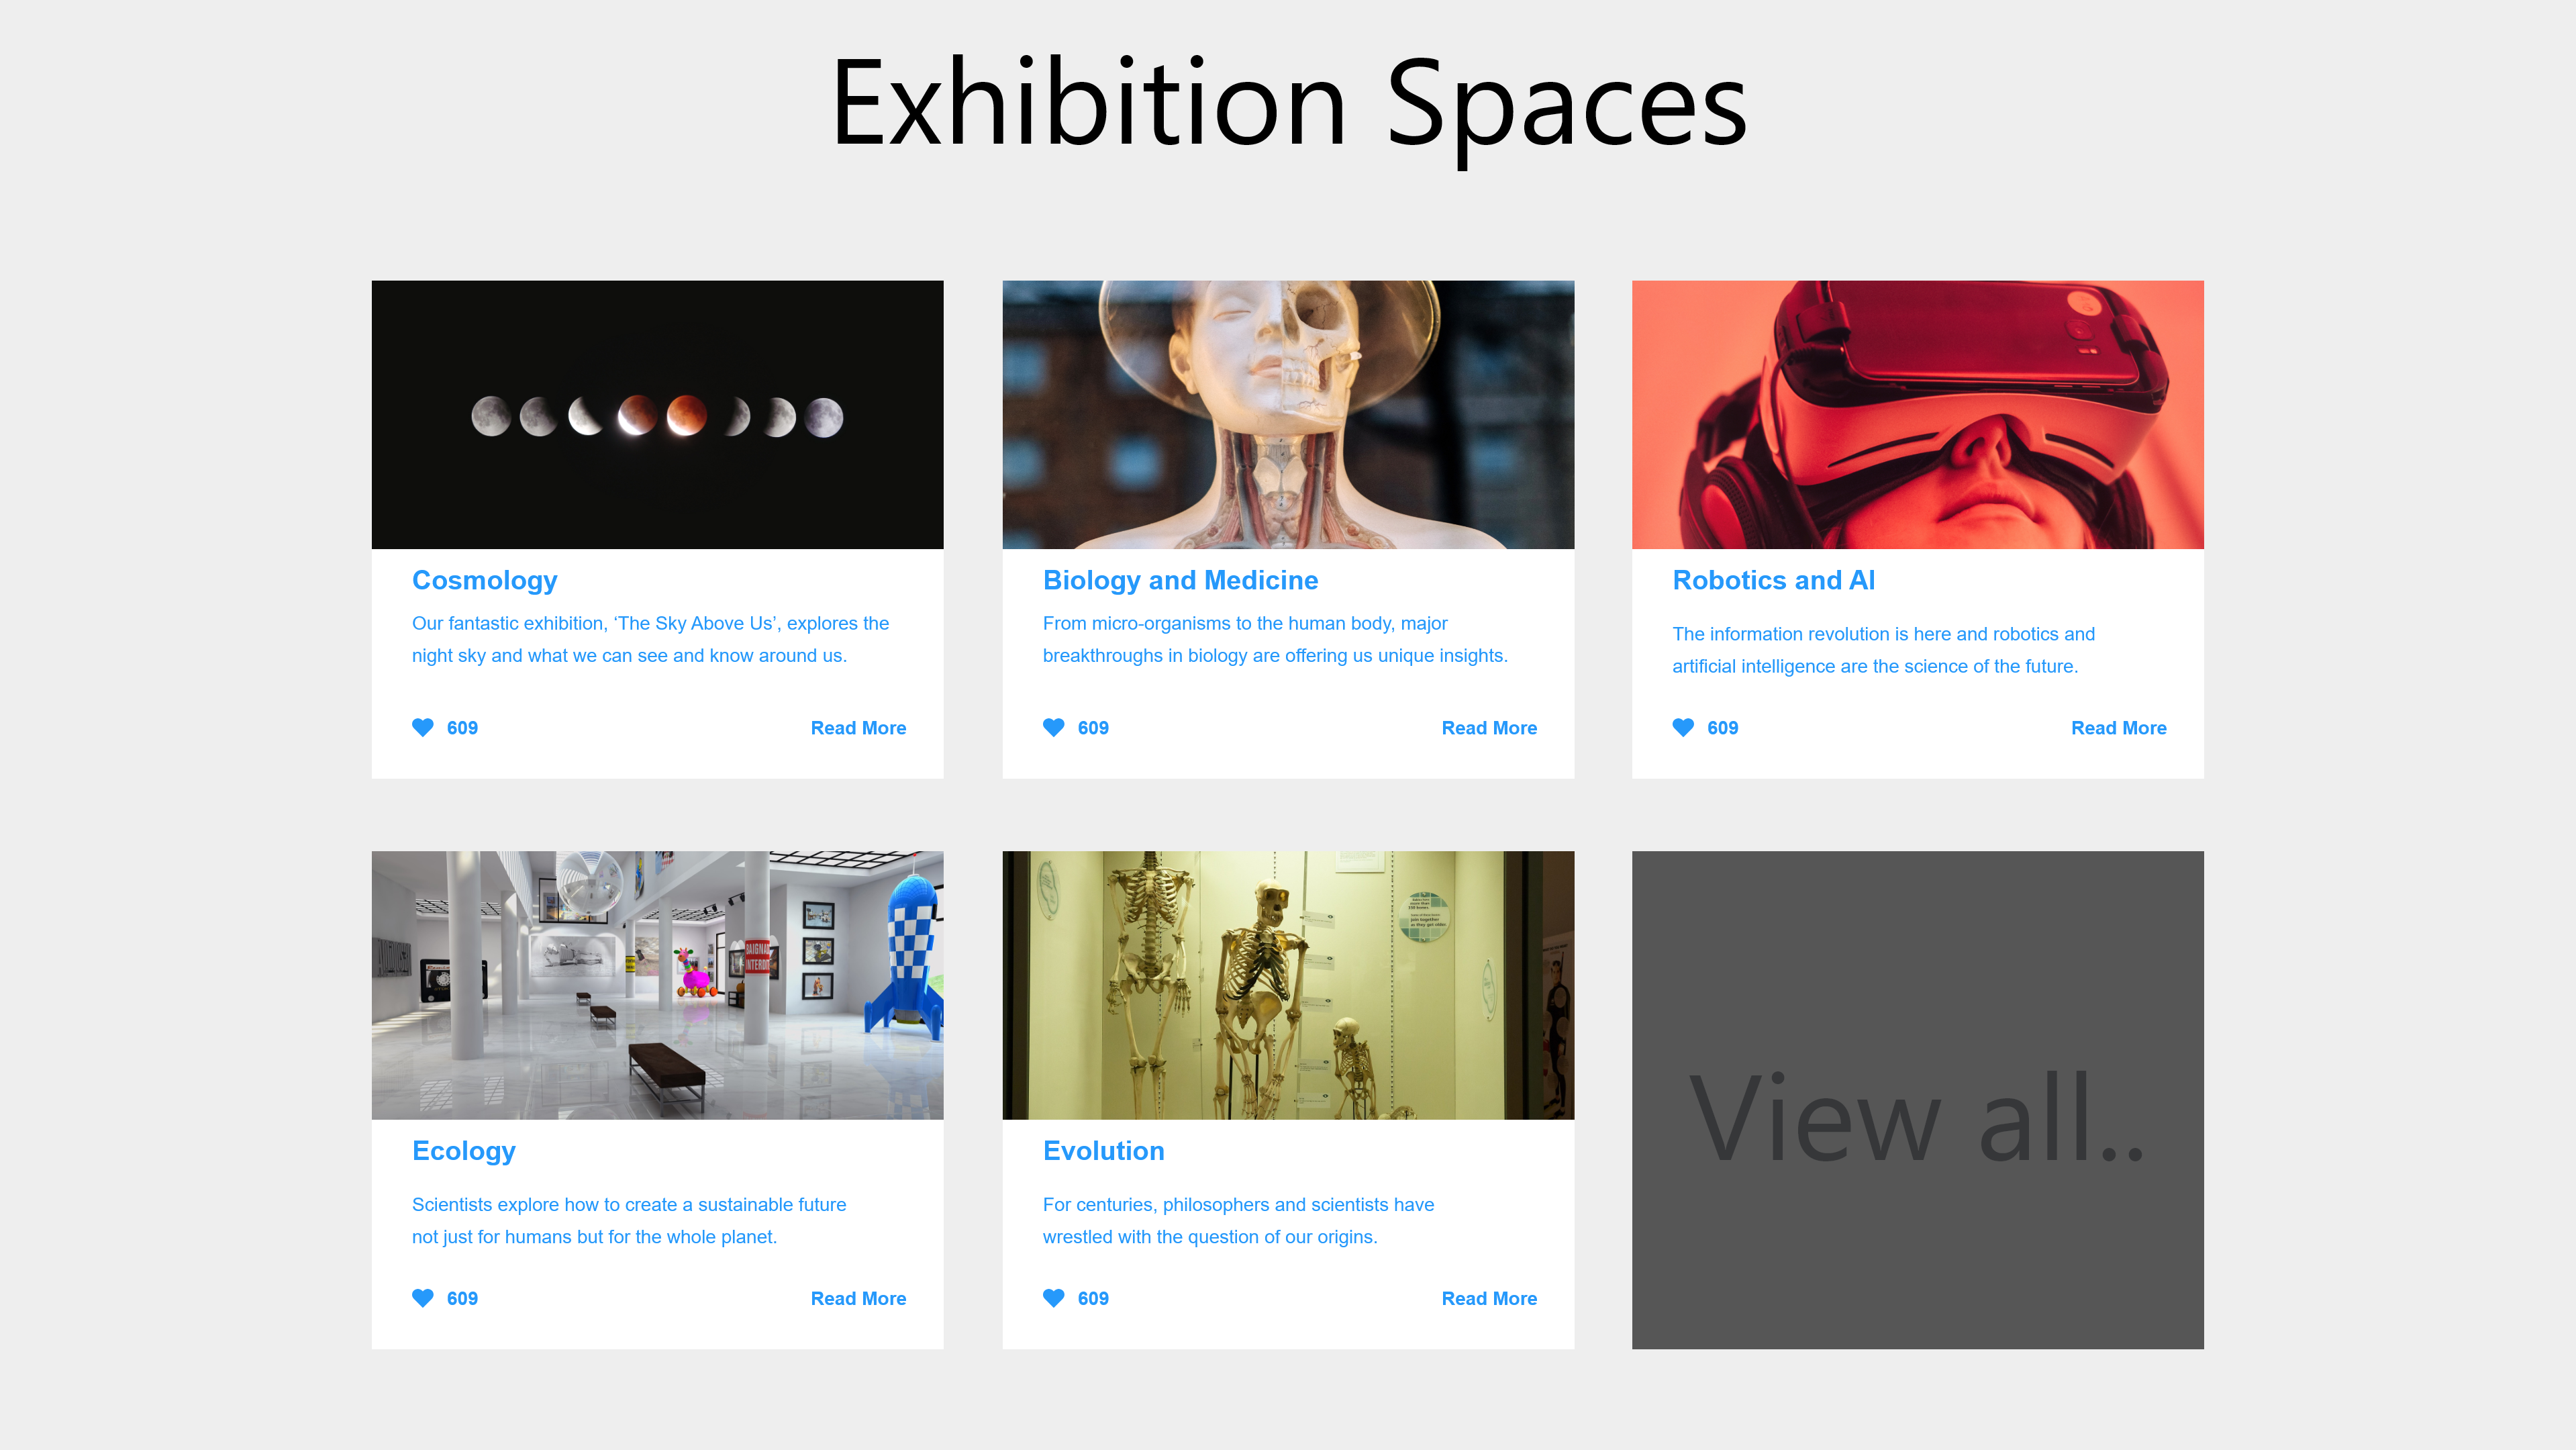 Exhibition Spaces
Cosmology
Our fantastic exhibition, ‘The Sky Above Us’, explores the
night sky and what we can see and know around us.
609
Read More
Biology and Medicine
From micro-organisms to the human body, major
breakthroughs in biology are offering us unique insights.
609
Read More
Robotics and AI
The information revolution is here and robotics and
artificial intelligence are the science of the future.
609
Read More
Ecology
Scientists explore how to create a sustainable future
not just for humans but for the whole planet.
609
Read More
Evolution
For centuries, philosophers and scientists have
wrestled with the question of our origins.
609
Read More
View all..